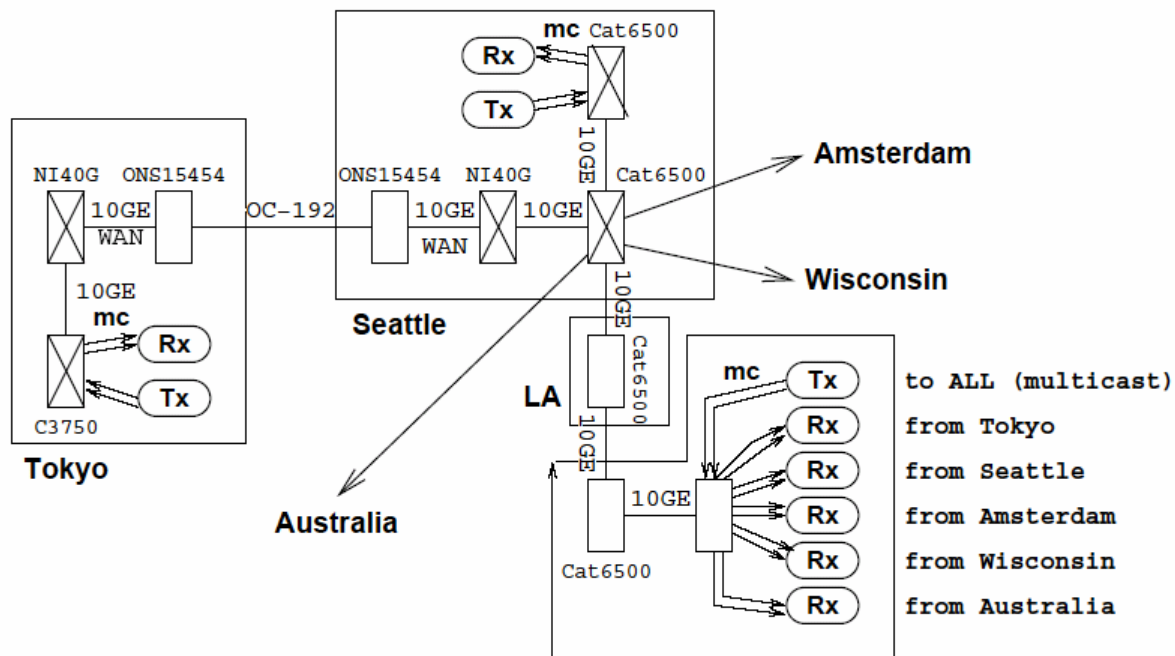 mc Cat6500
Rx
Tx
10GE
Amsterdam
NI40G ONS15454
ONS15454 NI40G Cat6500
10GE
WAN
OC-192
10GE
WAN
10GE
Wisconsin
10GE
mc
Rx
Tx
C3750
Tokyo
Seattle
10GE
Cat6500
LA
10GE
Australia
mc
Tx to ALL (multicast)
Rx from Tokyo
Rx from Seattle
Rx from Amsterdam
Rx from Wisconsin
Rx from Australia
10GE
Cat6500